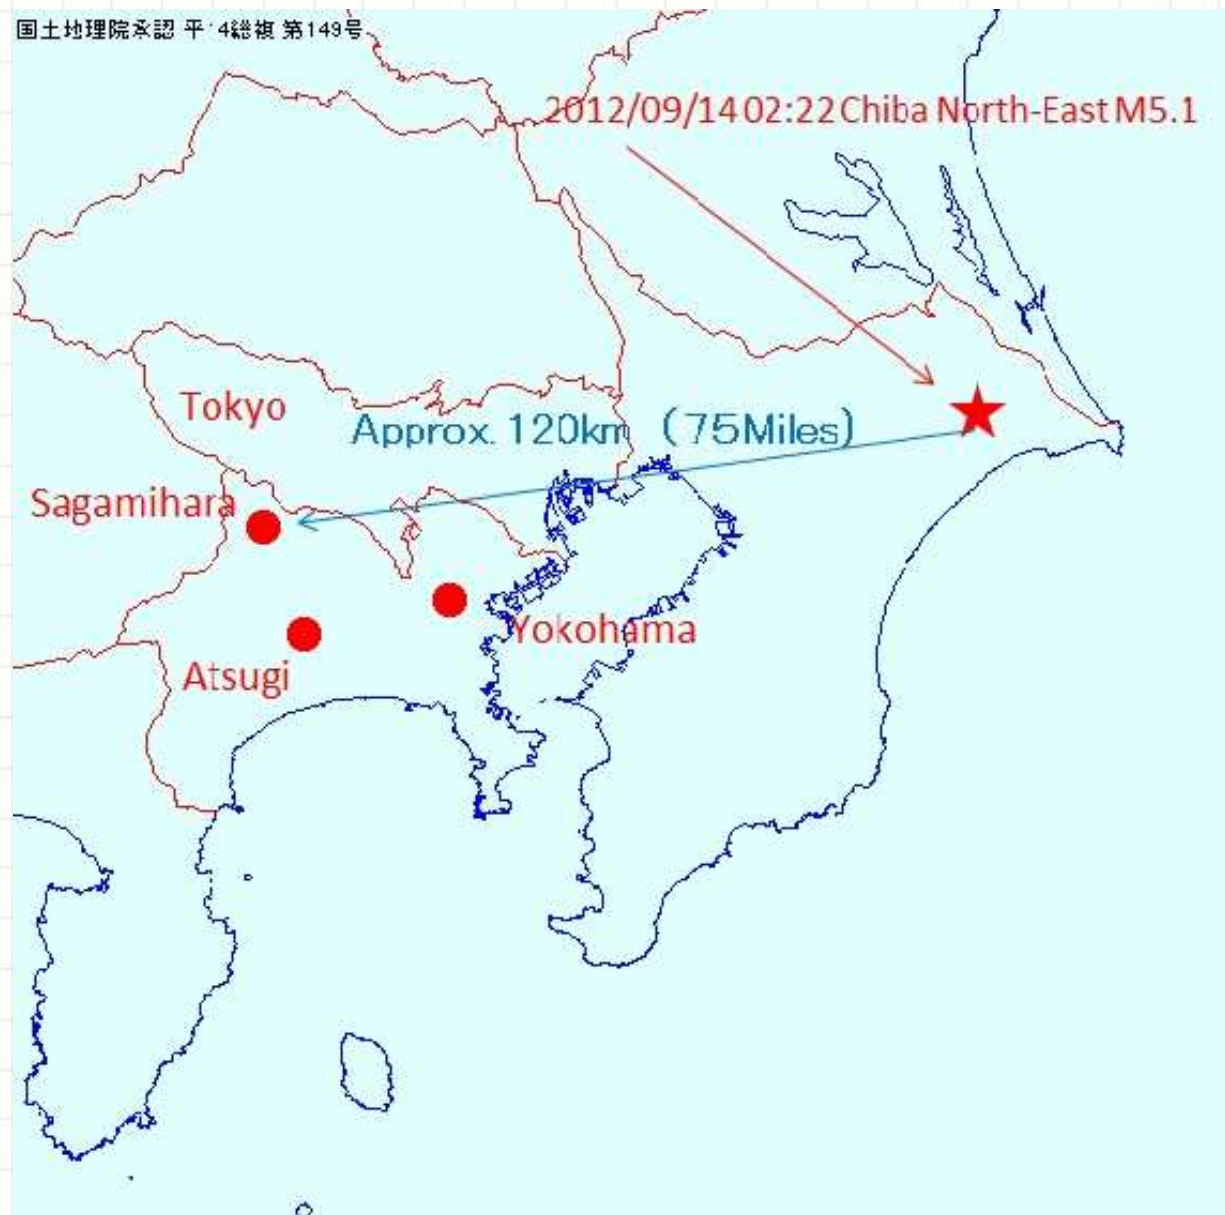 国土地理院承認 平14総複 第149号
2012/09/14 02:22 Chiba North-East M5.1
Tokyo
Approx. 120km (75Miles)
Sagamihara
Yokohama
Atsugi